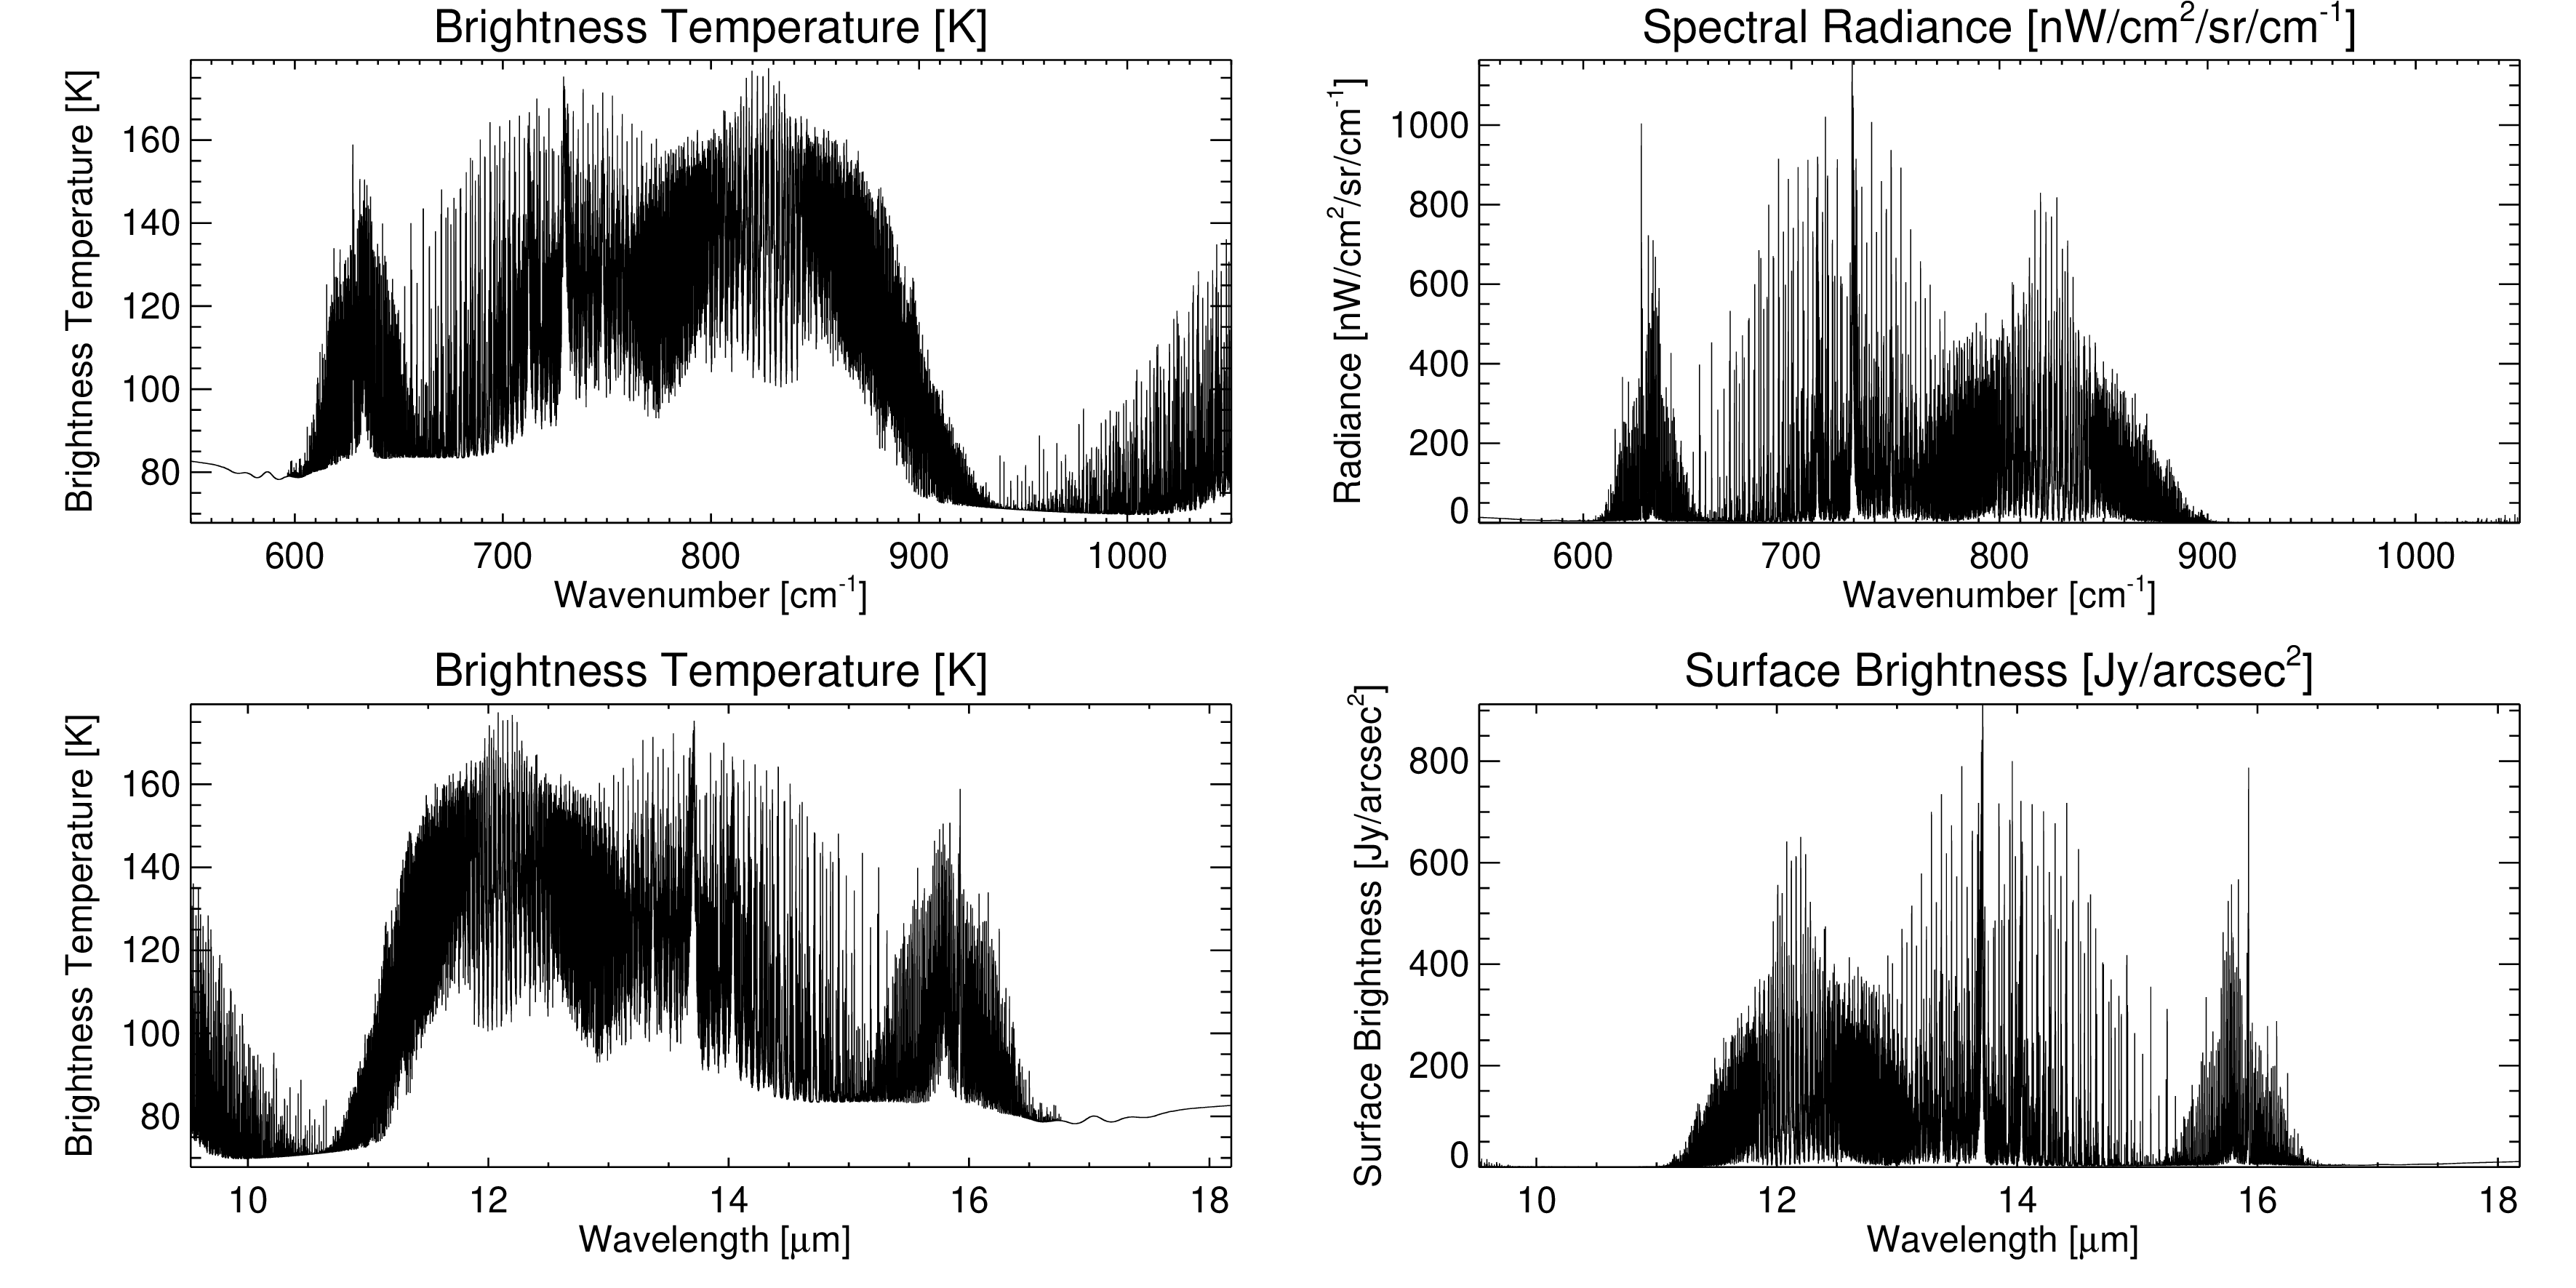 Brightness Temperature [K]
Brightness Temperature [K]
160
140
120
100
80
600 700 800 900 1000
Wavenumber [cm⁻¹]
Spectral Radiance [nW/cm²/sr/cm⁻¹]
Radiance [nW/cm²/sr/cm⁻¹]
1000
800
600
400
200
0
600 700 800 900 1000
Wavenumber [cm⁻¹]
Brightness Temperature [K]
Brightness Temperature [K]
160
140
120
100
80
10 12 14 16 18
Wavelength [μm]
Surface Brightness [Jy/arcsec²]
Surface Brightness [Jy/arcsec²]
800
600
400
200
0
10 12 14 16 18
Wavelength [μm]